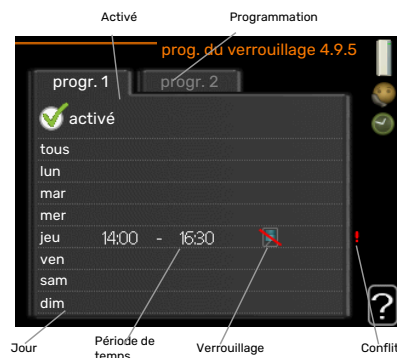 Activé Programmation
prog. du verrouillage 4.9.5
progr. 1 progr. 2
activé
tous
lun
mar
mer
jeu 14:00 - 16:30 !
ven
sam
dim
?
Jour Période de temps Verrouillage Conflit